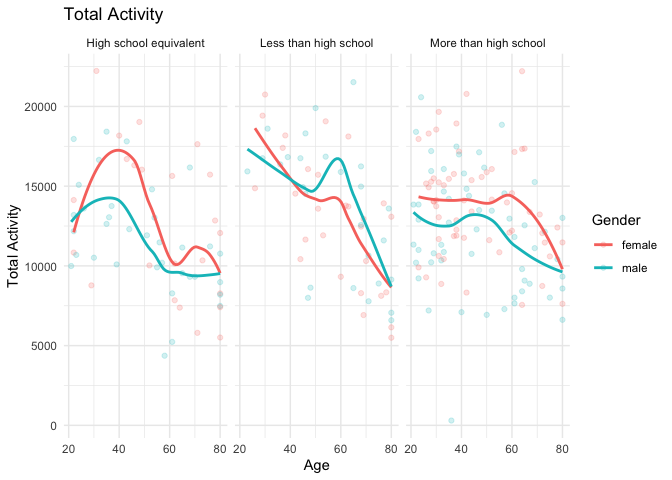 Total Activity
High school equivalent
Less than high school
More than high school
20000
15000
10000
5000
0
Total Activity
20 40 60 80 20 40 60 80 20 40 60 80
Age
Gender
female
male